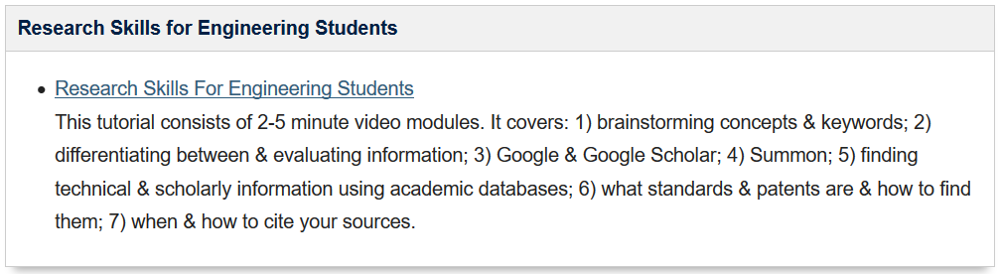 Research Skills for Engineering Students
Research Skills For Engineering Students
This tutorial consists of 2-5 minute video modules. It covers: 1) brainstorming concepts & keywords; 2)
differentiating between & evaluating information; 3) Google & Google Scholar; 4) Summon; 5) finding
technical & scholarly information using academic databases; 6) what standards & patents are & how to find
them; 7) when & how to cite your sources.